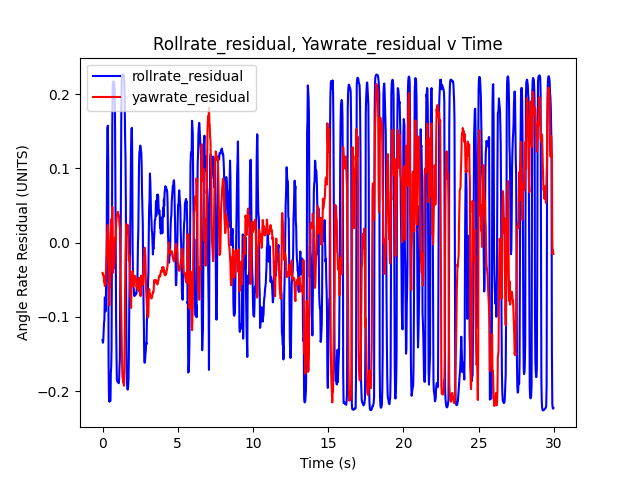 Rollrate_residual, Yawrate_residual v Time
rollrate_residual
yawrate_residual
Angle Rate Residual (UNITS)
0.2
0.1
0.0
−0.1
−0.2
0 5 10 15 20 25 30
Time (s)